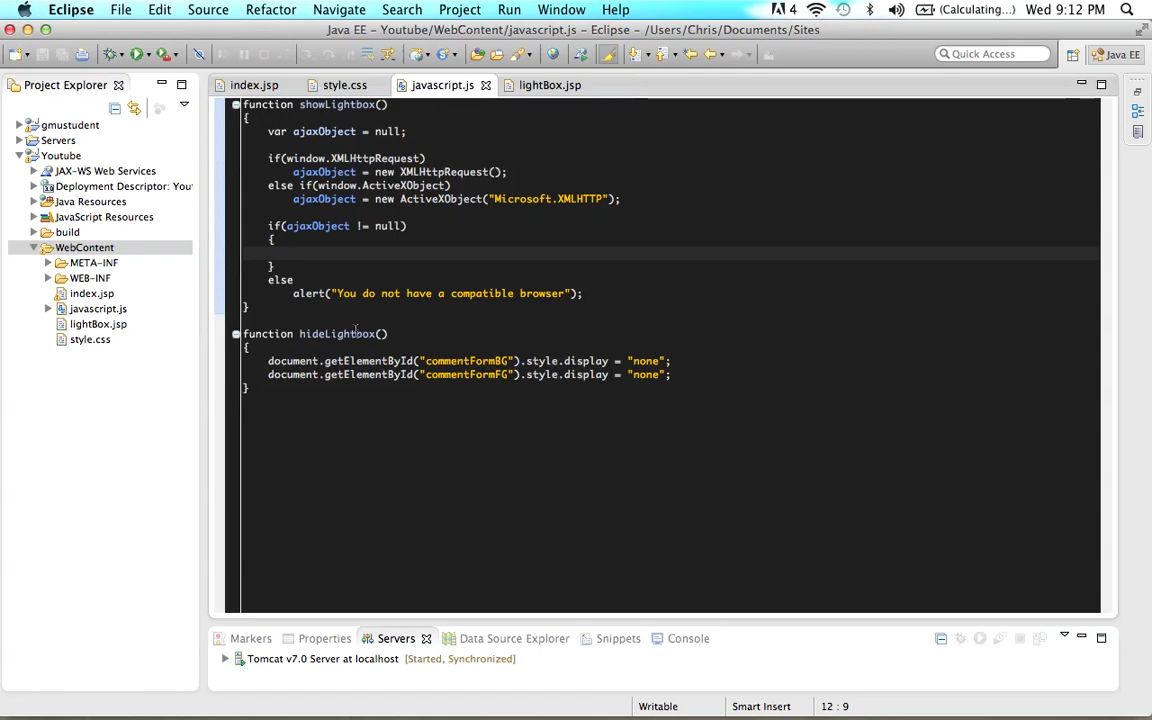 Eclipse File Edit Source Refactor Navigate Search Project Run Window Help 4 (Calculating...) Wed 9:12 PM
Java EE - Youtube/WebContent/javascript.js - Eclipse - /Users/Chris/Documents/Sites
Quick Access Java EE
Project Explorer
index.jsp style.css javascript.js lightBox.jsp
gmustudent
Servers
Youtube
JAX-WS Web Services
Deployment Descriptor: You
Java Resources
JavaScript Resources
build
WebContent
META-INF
WEB-INF
index.jsp
javascript.js
lightBox.jsp
style.css
function showLightbox()
{
var ajaxObject = null;
if(window.XMLHttpRequest)
ajaxObject = new XMLHttpRequest();
else if(window.ActiveXObject)
ajaxObject = new ActiveXObject("Microsoft.XMLHTTP");
if(ajaxObject != null)
{
}
else
alert("You do not have a compatible browser");
}
function hideLightbox()
{
document.getElementById("commentFormBG").style.display = "none";
document.getElementById("commentFormFG").style.display = "none";
}
Markers Properties Servers Data Source Explorer Snippets Console
Tomcat v7.0 Server at localhost [Started, Synchronized]
Writable Smart Insert 12 : 9